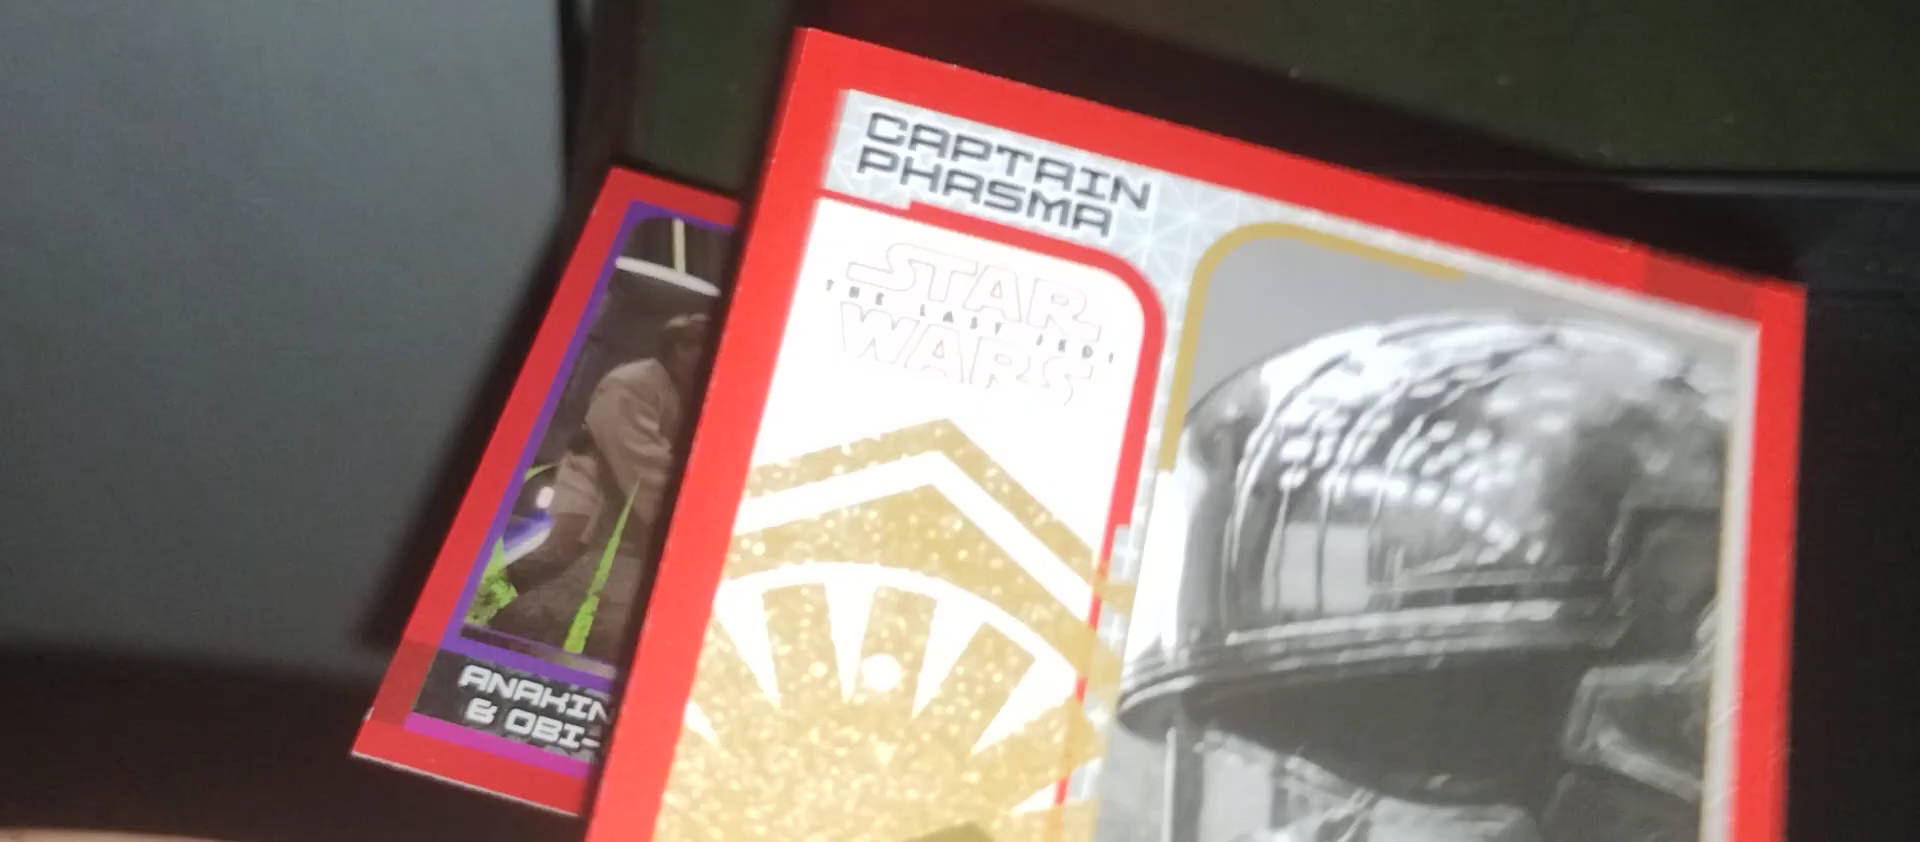 CAPTAIN
PHASMA
STAR
THE LAST JEDI
WARS
ANAKIN
& OBI-